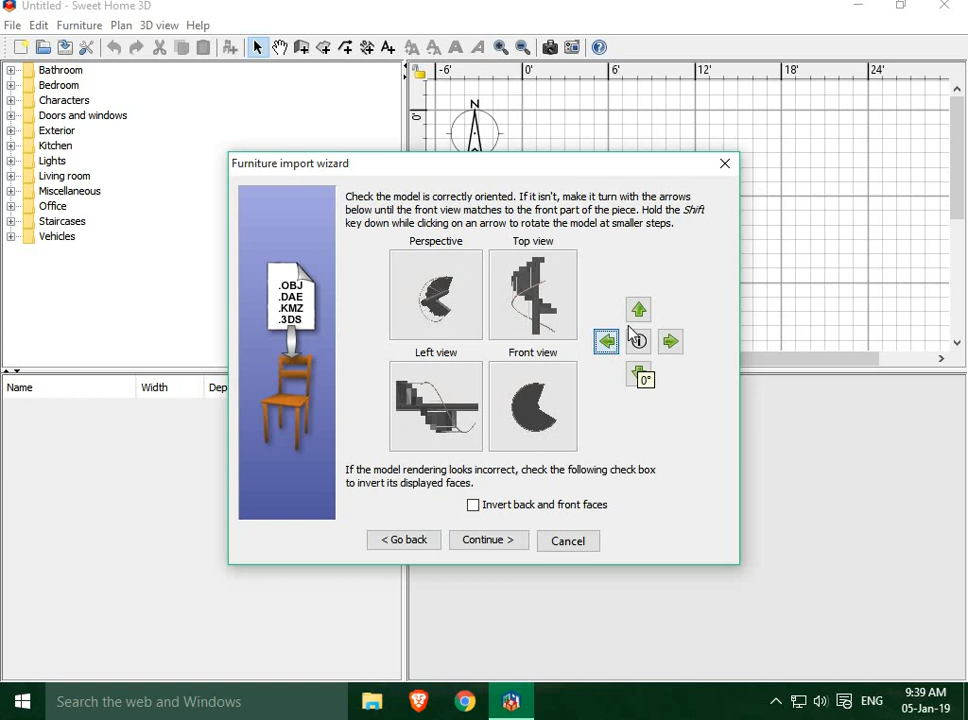 Untitled - Sweet Home 3D
File Edit Furniture Plan 3D view Help
Bathroom
Bedroom
Characters
Doors and windows
Exterior
Kitchen
Lights
Living room
Miscellaneous
Office
Staircases
Vehicles
-6' 0' 6' 12' 18' 24'
0'
N
Furniture import wizard
Check the model is correctly oriented. If it isn't, make it turn with the arrows
below until the front view matches to the front part of the piece. Hold the Shift
key down while clicking on an arrow to rotate the model at smaller steps.
Perspective Top view
Left view Front view
.OBJ
.DAE
.KMZ
.3DS
0°
If the model rendering looks incorrect, check the following check box
to invert its displayed faces.
Invert back and front faces
< Go back Continue > Cancel
Name Width Dep
Search the web and Windows
ENG
9:39 AM
05-Jan-19